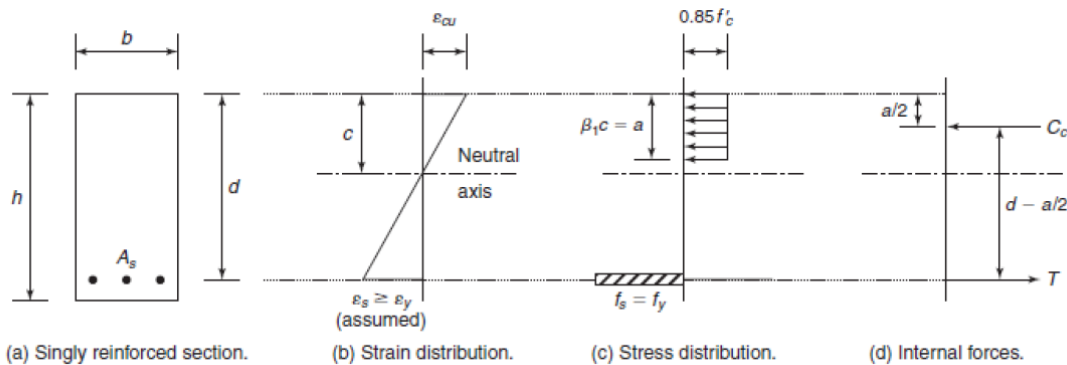 b
h
A_s
d
(a) Singly reinforced section.
ε_cu
c
Neutral
axis
ε_s ≥ ε_y
(assumed)
(b) Strain distribution.
0.85f'_c
β₁c = a
f_s = f_y
(c) Stress distribution.
a/2
C_c
d − a/2
T
(d) Internal forces.